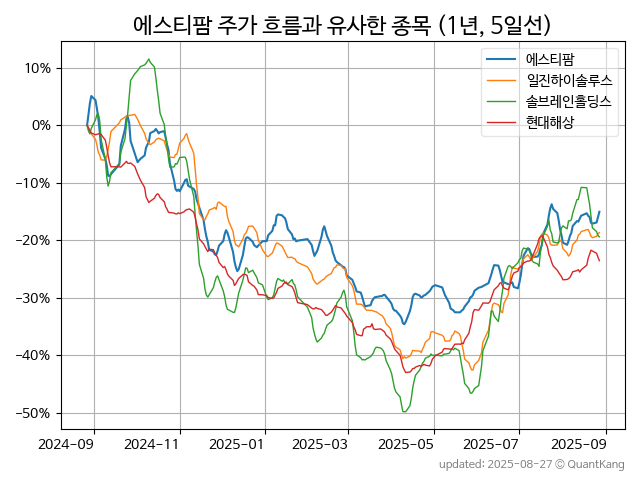 에스티팜 주가 흐름과 유사한 종목 (1년, 5일선)
에스티팜
일진하이솔루스
솔브레인홀딩스
현대해상
10%
0%
−10%
−20%
−30%
−40%
−50%
2024-09 2024-11 2025-01 2025-03 2025-05 2025-07 2025-09
updated: 2025-08-27 © QuantKang